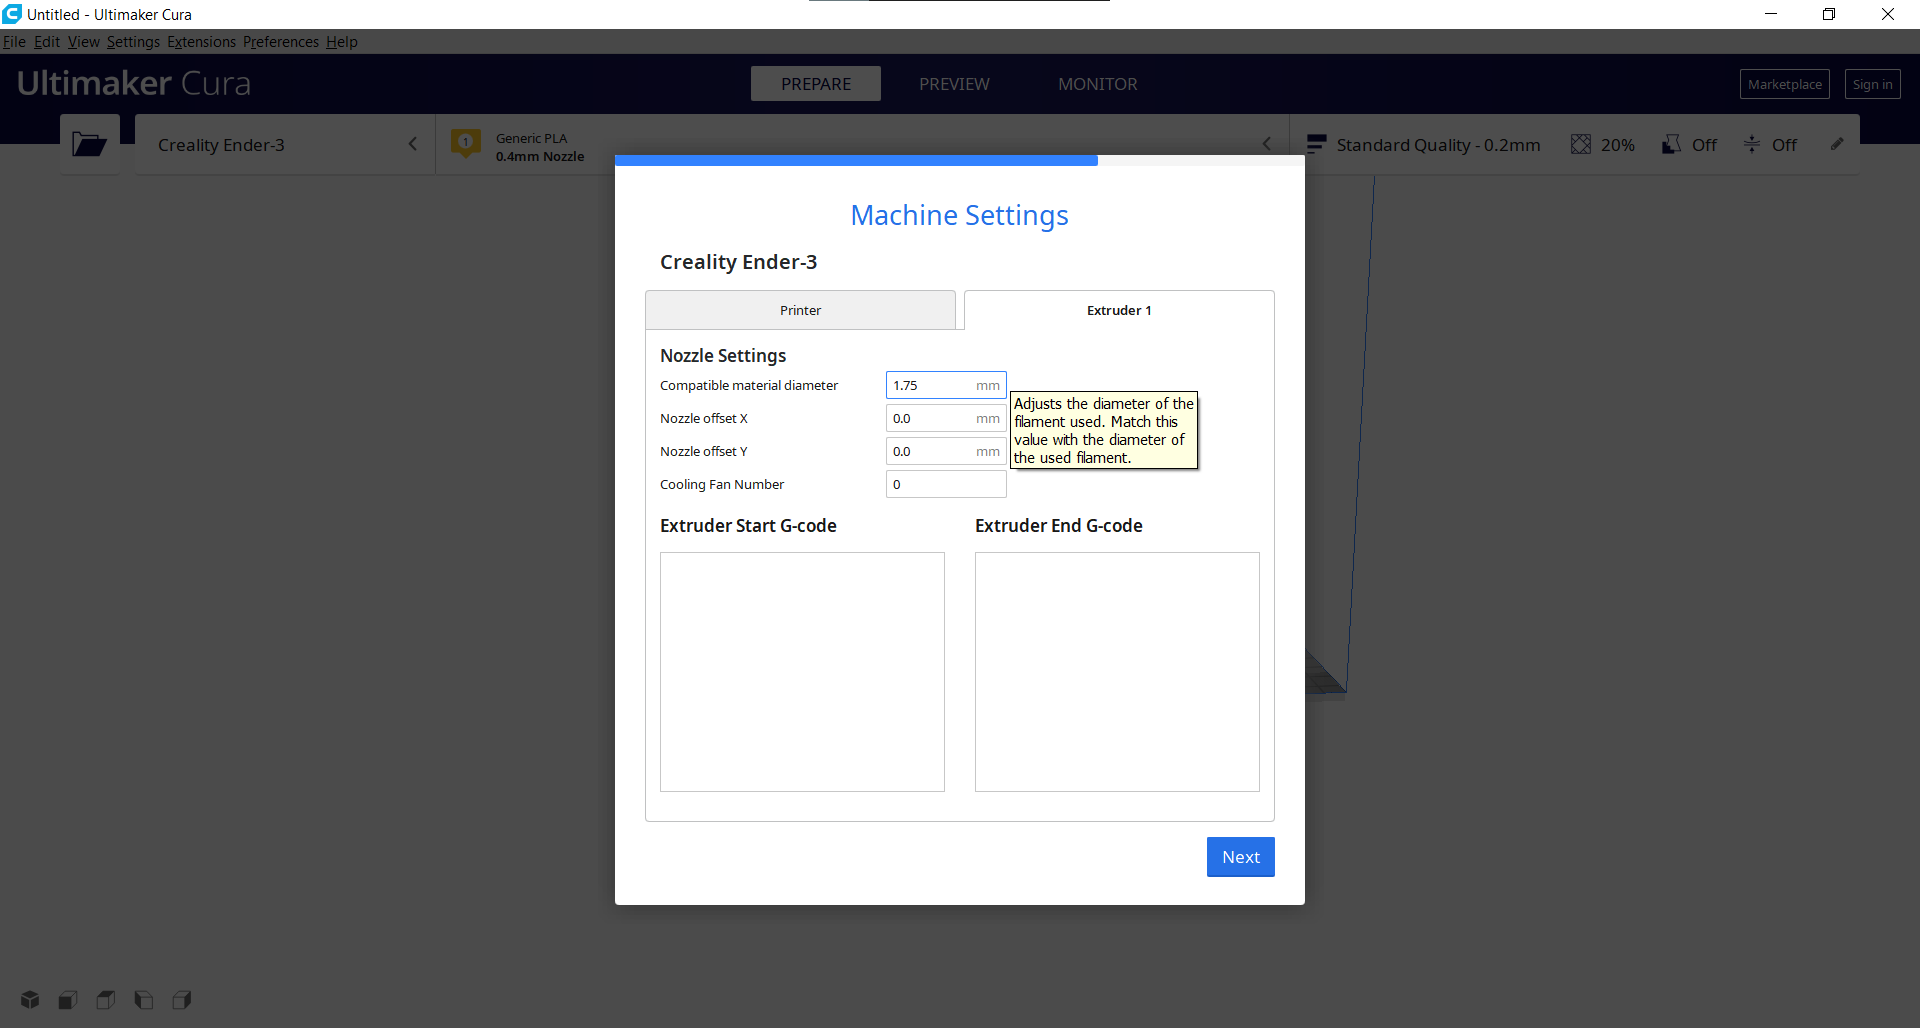 Untitled - Ultimaker Cura
File Edit View Settings Extensions Preferences Help
Ultimaker Cura
PREPARE
PREVIEW
MONITOR
Marketplace
Sign in
Creality Ender-3
1
Generic PLA
0.4mm Nozzle
Standard Quality - 0.2mm
20%
Off
Off
Machine Settings
Creality Ender-3
Printer
Extruder 1
Nozzle Settings
Compatible material diameter
1.75 mm
Nozzle offset X
0.0 mm
Nozzle offset Y
0.0 mm
Cooling Fan Number
0
Adjusts the diameter of the
filament used. Match this
value with the diameter of
the used filament.
Extruder Start G-code
Extruder End G-code
Next